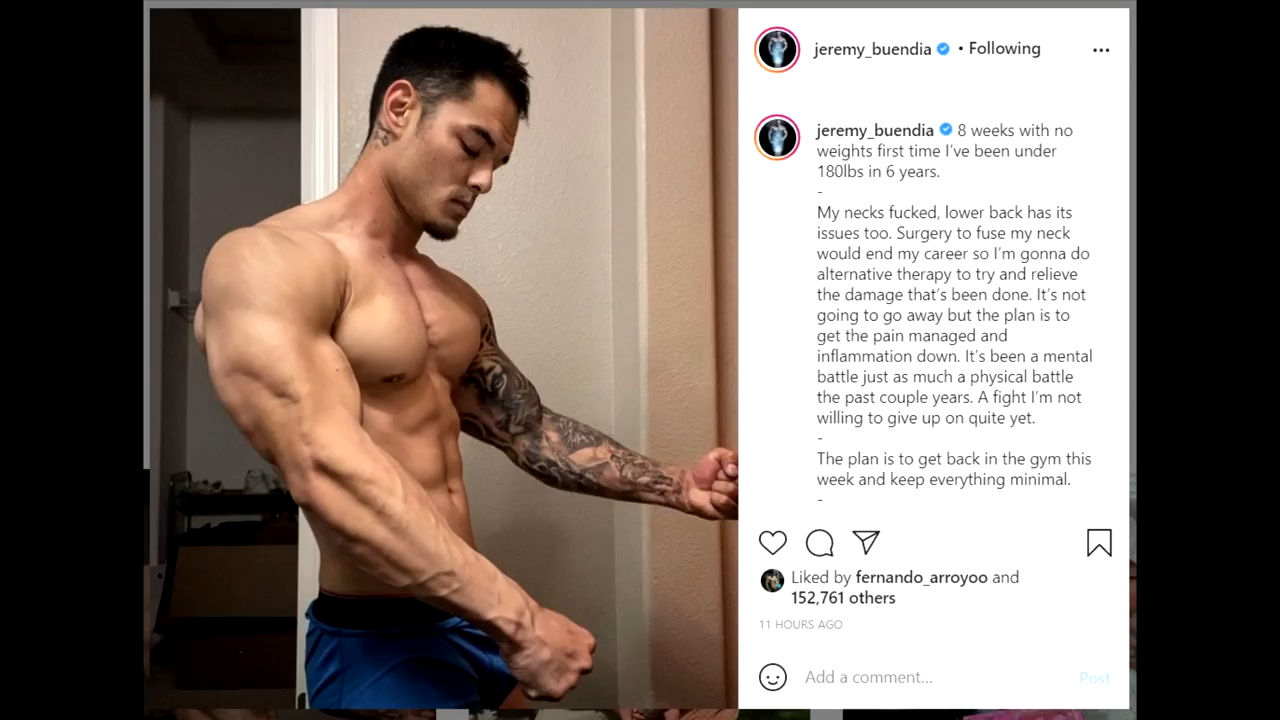 jeremy_buendia • Following
jeremy_buendia 8 weeks with no
weights first time I've been under
180lbs in 6 years.
-
My necks fucked, lower back has its
issues too. Surgery to fuse my neck
would end my career so I'm gonna do
alternative therapy to try and relieve
the damage that's been done. It's not
going to go away but the plan is to
get the pain managed and
inflammation down. It's been a mental
battle just as much a physical battle
the past couple years. A fight I'm not
willing to give up on quite yet.
-
The plan is to get back in the gym this
week and keep everything minimal.
-
Liked by fernando_arroyoo and
152,761 others
11 HOURS AGO
Add a comment... Post